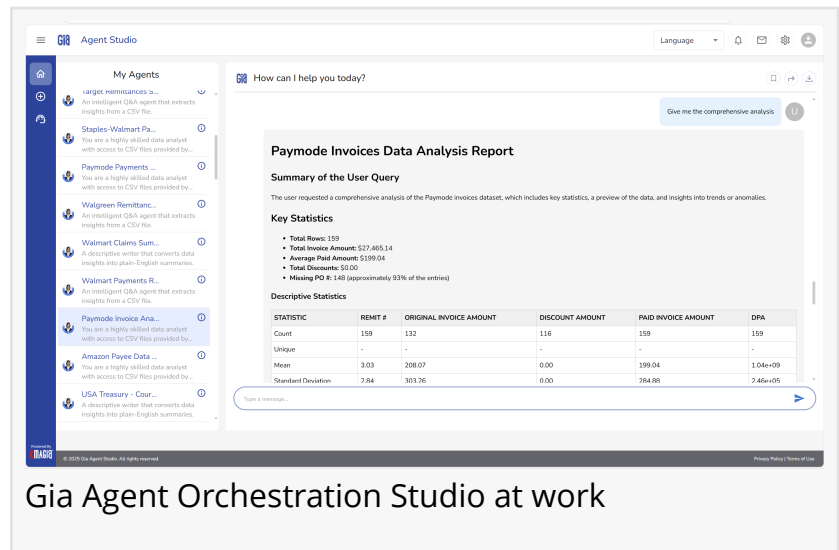 Gia Agent Studio
Language
My Agents
Target Remittances S...
An intelligent Q&A agent that extracts
insights from a CSV file.
Staples-Walmart Pa...
You are a highly skilled data analyst
with access to CSV files provided by...
Paymode Payments ...
You are a highly skilled data analyst
with access to CSV files provided by...
Walgreen Remittanc...
An intelligent Q&A agent that extracts
insights from a CSV file.
Walmart Claims Sum...
A descriptive writer that converts data
insights into plain-English summaries.
Walmart Payments R...
An intelligent Q&A agent that extracts
insights from a CSV file.
Paymode Invoice Ana...
You are a highly skilled data analyst
with access to CSV files provided by...
Amazon Payee Data ...
You are a highly skilled data analyst
with access to CSV files provided by...
USA Treasury - Cour...
A descriptive writer that converts data
insights into plain-English summaries.
Gia How can I help you today?
Give me the comprehensive analysis U
Paymode Invoices Data Analysis Report
Summary of the User Query
The user requested a comprehensive analysis of the Paymode invoices dataset, which includes key statistics, a preview of the data, and insights into trends or anomalies.
Key Statistics
• Total Rows: 159
• Total Invoice Amount: $27,465.14
• Average Paid Amount: $199.04
• Total Discounts: $0.00
• Missing PO #: 148 (approximately 93% of the entries)
Descriptive Statistics
STATISTIC REMIT # ORIGINAL INVOICE AMOUNT DISCOUNT AMOUNT PAID INVOICE AMOUNT DPA
Count 159 132 116 159 159
Unique - - - - -
Mean 3.03 208.07 0.00 199.04 1.04e+09
Standard Deviation 2.84 303.26 0.00 284.88 2.46e+05
Type a message...
Powered By
eMAGIA
© 2025 Gia Agent Studio. All rights reserved. Privacy Policy | Terms of Use
Gia Agent Orchestration Studio at work